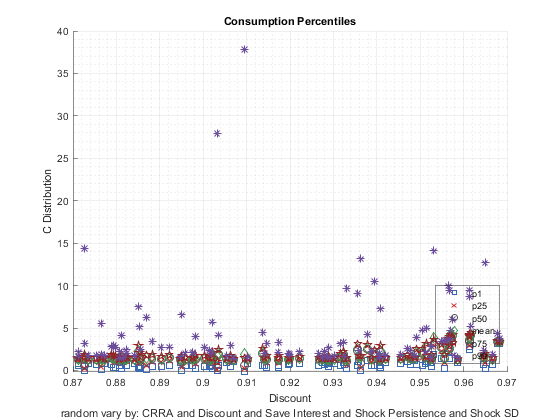 Consumption Percentiles
40
35
30
25
20
15
10
5
0
C Distribution
p1
p25
p50
mean
p75
0.87
0.88
0.89
0.9
0.91
0.92
0.93
0.94
0.95
0.96
0.97
Discount
random vary by: CRRA and Discount and Save Interest and Shock Persistence and Shock SD